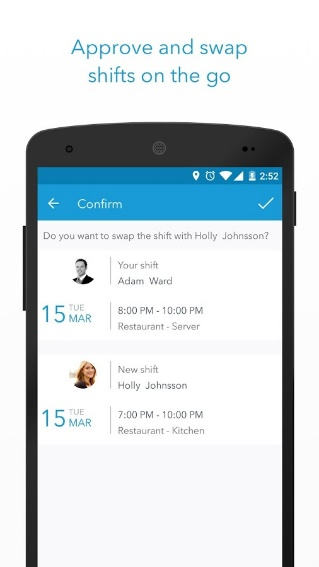 Approve and swap
shifts on the go
2:52
Confirm
Do you want to swap the shift with Holly Johnsson?
Your shift
Adam Ward
15 TUE MAR
8:00 PM - 10:00 PM
Restaurant - Server
New shift
Holly Johnsson
15 TUE MAR
7:00 PM - 10:00 PM
Restaurant - Kitchen